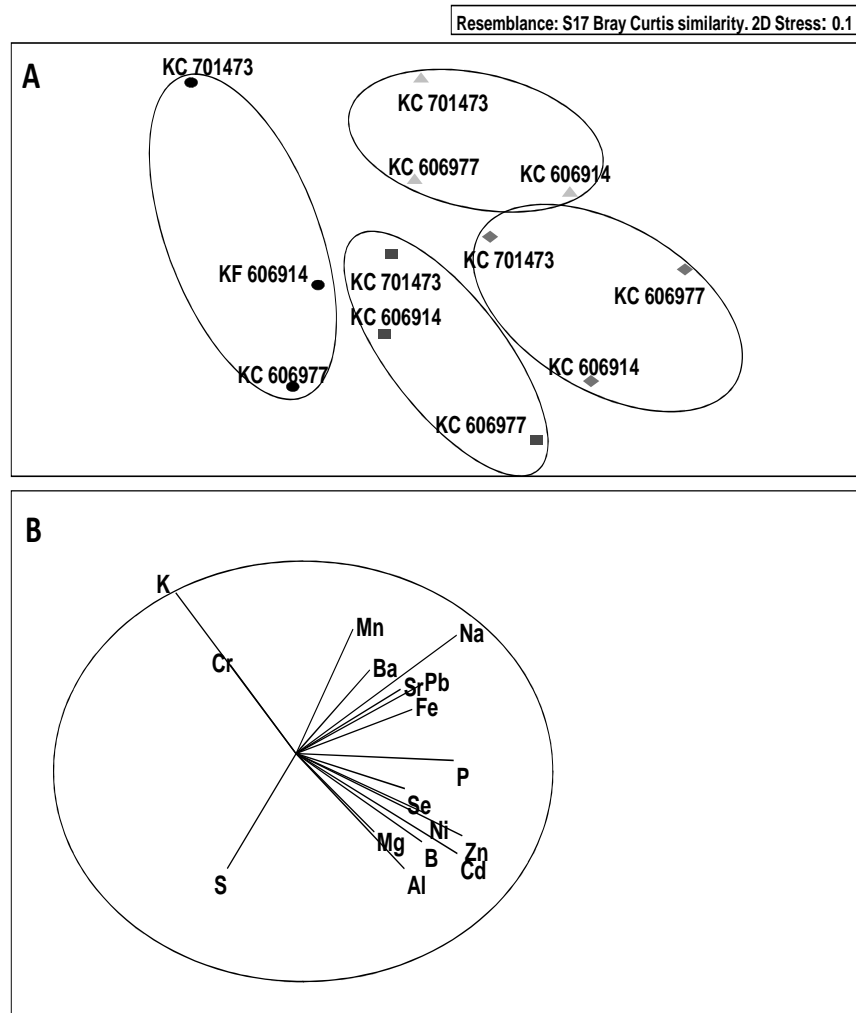 Resemblance: S17 Bray Curtis similarity. 2D Stress: 0.1
A
KC 701473
KC 701473
KC 606977
KC 606914
KC 701473
KC 606977
KF 606914
KC 701473
KC 606914
KC 606914
KC 606977
KC 606977
B
K
Mn
Na
Cr
Ba
Sr
Pb
Fe
P
Se
Ni
Mg
B
Zn
Cd
S
Al